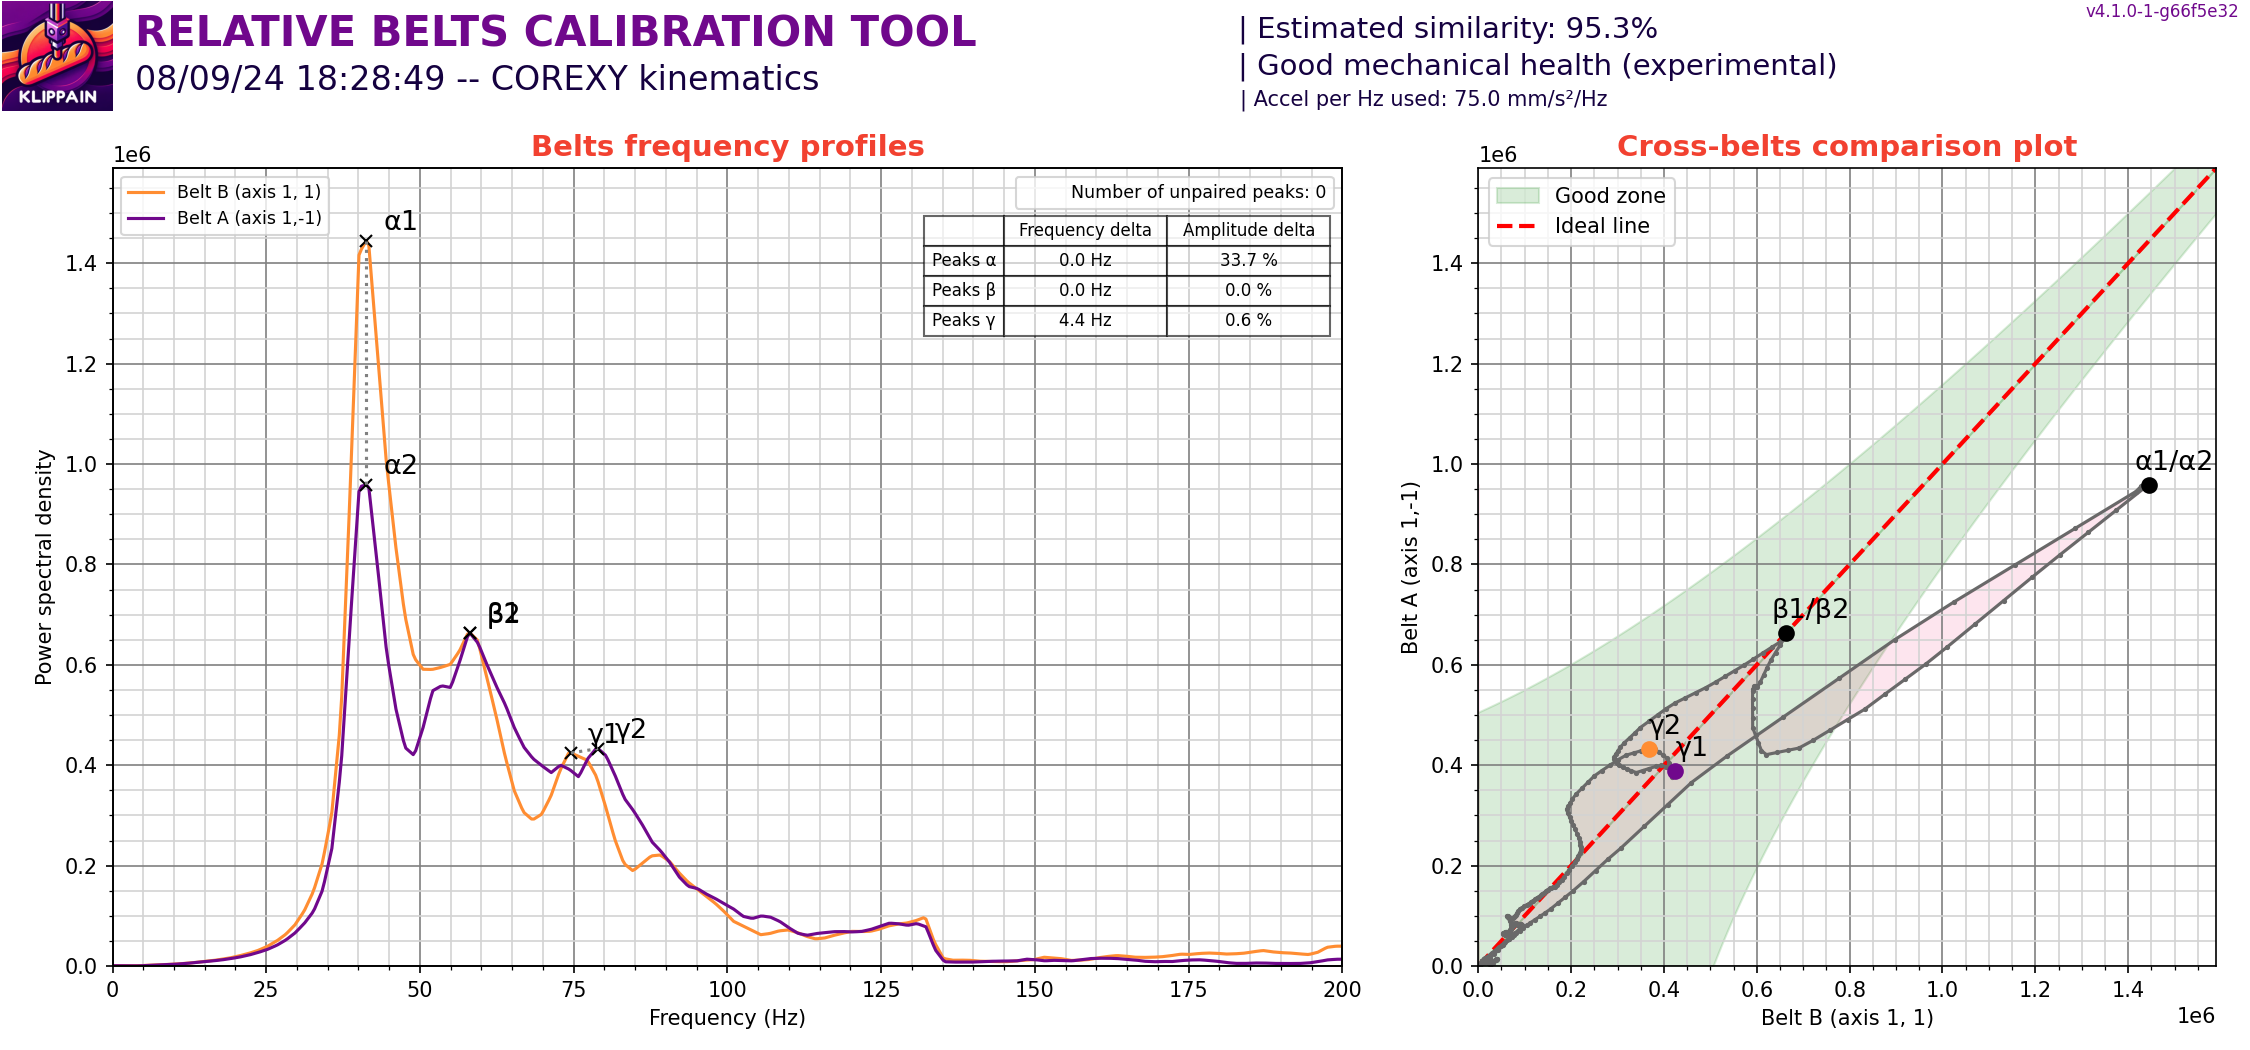 KLIPPAIN
RELATIVE BELTS CALIBRATION TOOL
08/09/24 18:28:49 -- COREXY kinematics
| Estimated similarity: 95.3%
| Good mechanical health (experimental)
| Accel per Hz used: 75.0 mm/s²/Hz
v4.1.0-1-g66f5e32
Belts frequency profiles
1e6
Belt B (axis 1, 1)
Belt A (axis 1,-1)
Number of unpaired peaks: 0
Frequency delta Amplitude delta
Peaks α 0.0 Hz 33.7 %
Peaks β 0.0 Hz 0.0 %
Peaks γ 4.4 Hz 0.6 %
α1
α2
β1
β2
γ1
γ2
1.4
1.2
1.0
0.8
0.6
0.4
0.2
0.0
Power spectral density
0 25 50 75 100 125 150 175 200
Frequency (Hz)
Cross-belts comparison plot
1e6
Good zone
Ideal line
α1/α2
β1/β2
γ2
γ1
1.4
1.2
1.0
0.8
0.6
0.4
0.2
0.0
Belt A (axis 1,-1)
0.0 0.2 0.4 0.6 0.8 1.0 1.2 1.4
Belt B (axis 1, 1)
1e6